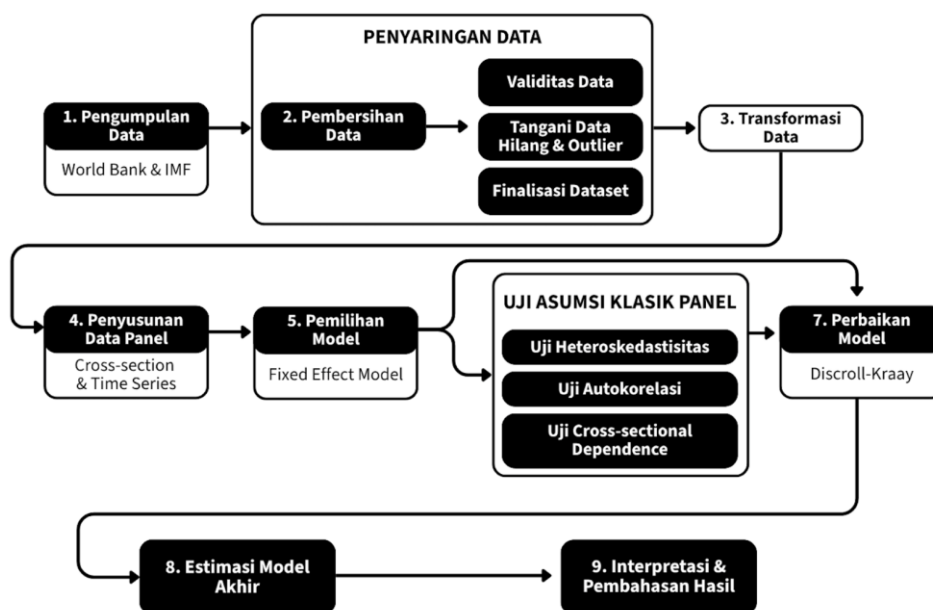 PENYARINGAN DATA
1. Pengumpulan
Data
World Bank & IMF
2. Pembersihan
Data
Validitas Data
Tangani Data
Hilang & Outlier
Finalisasi Dataset
3. Transformasi
Data
4. Penyusunan
Data Panel
Cross-section
& Time Series
5. Pemilihan
Model
Fixed Effect Model
UJI ASUMSI KLASIK PANEL
Uji Heteroskedastisitas
Uji Autokorelasi
Uji Cross-sectional
Dependence
7. Perbaikan
Model
Discroll-Kraay
8. Estimasi Model
Akhir
9. Interpretasi &
Pembahasan Hasil